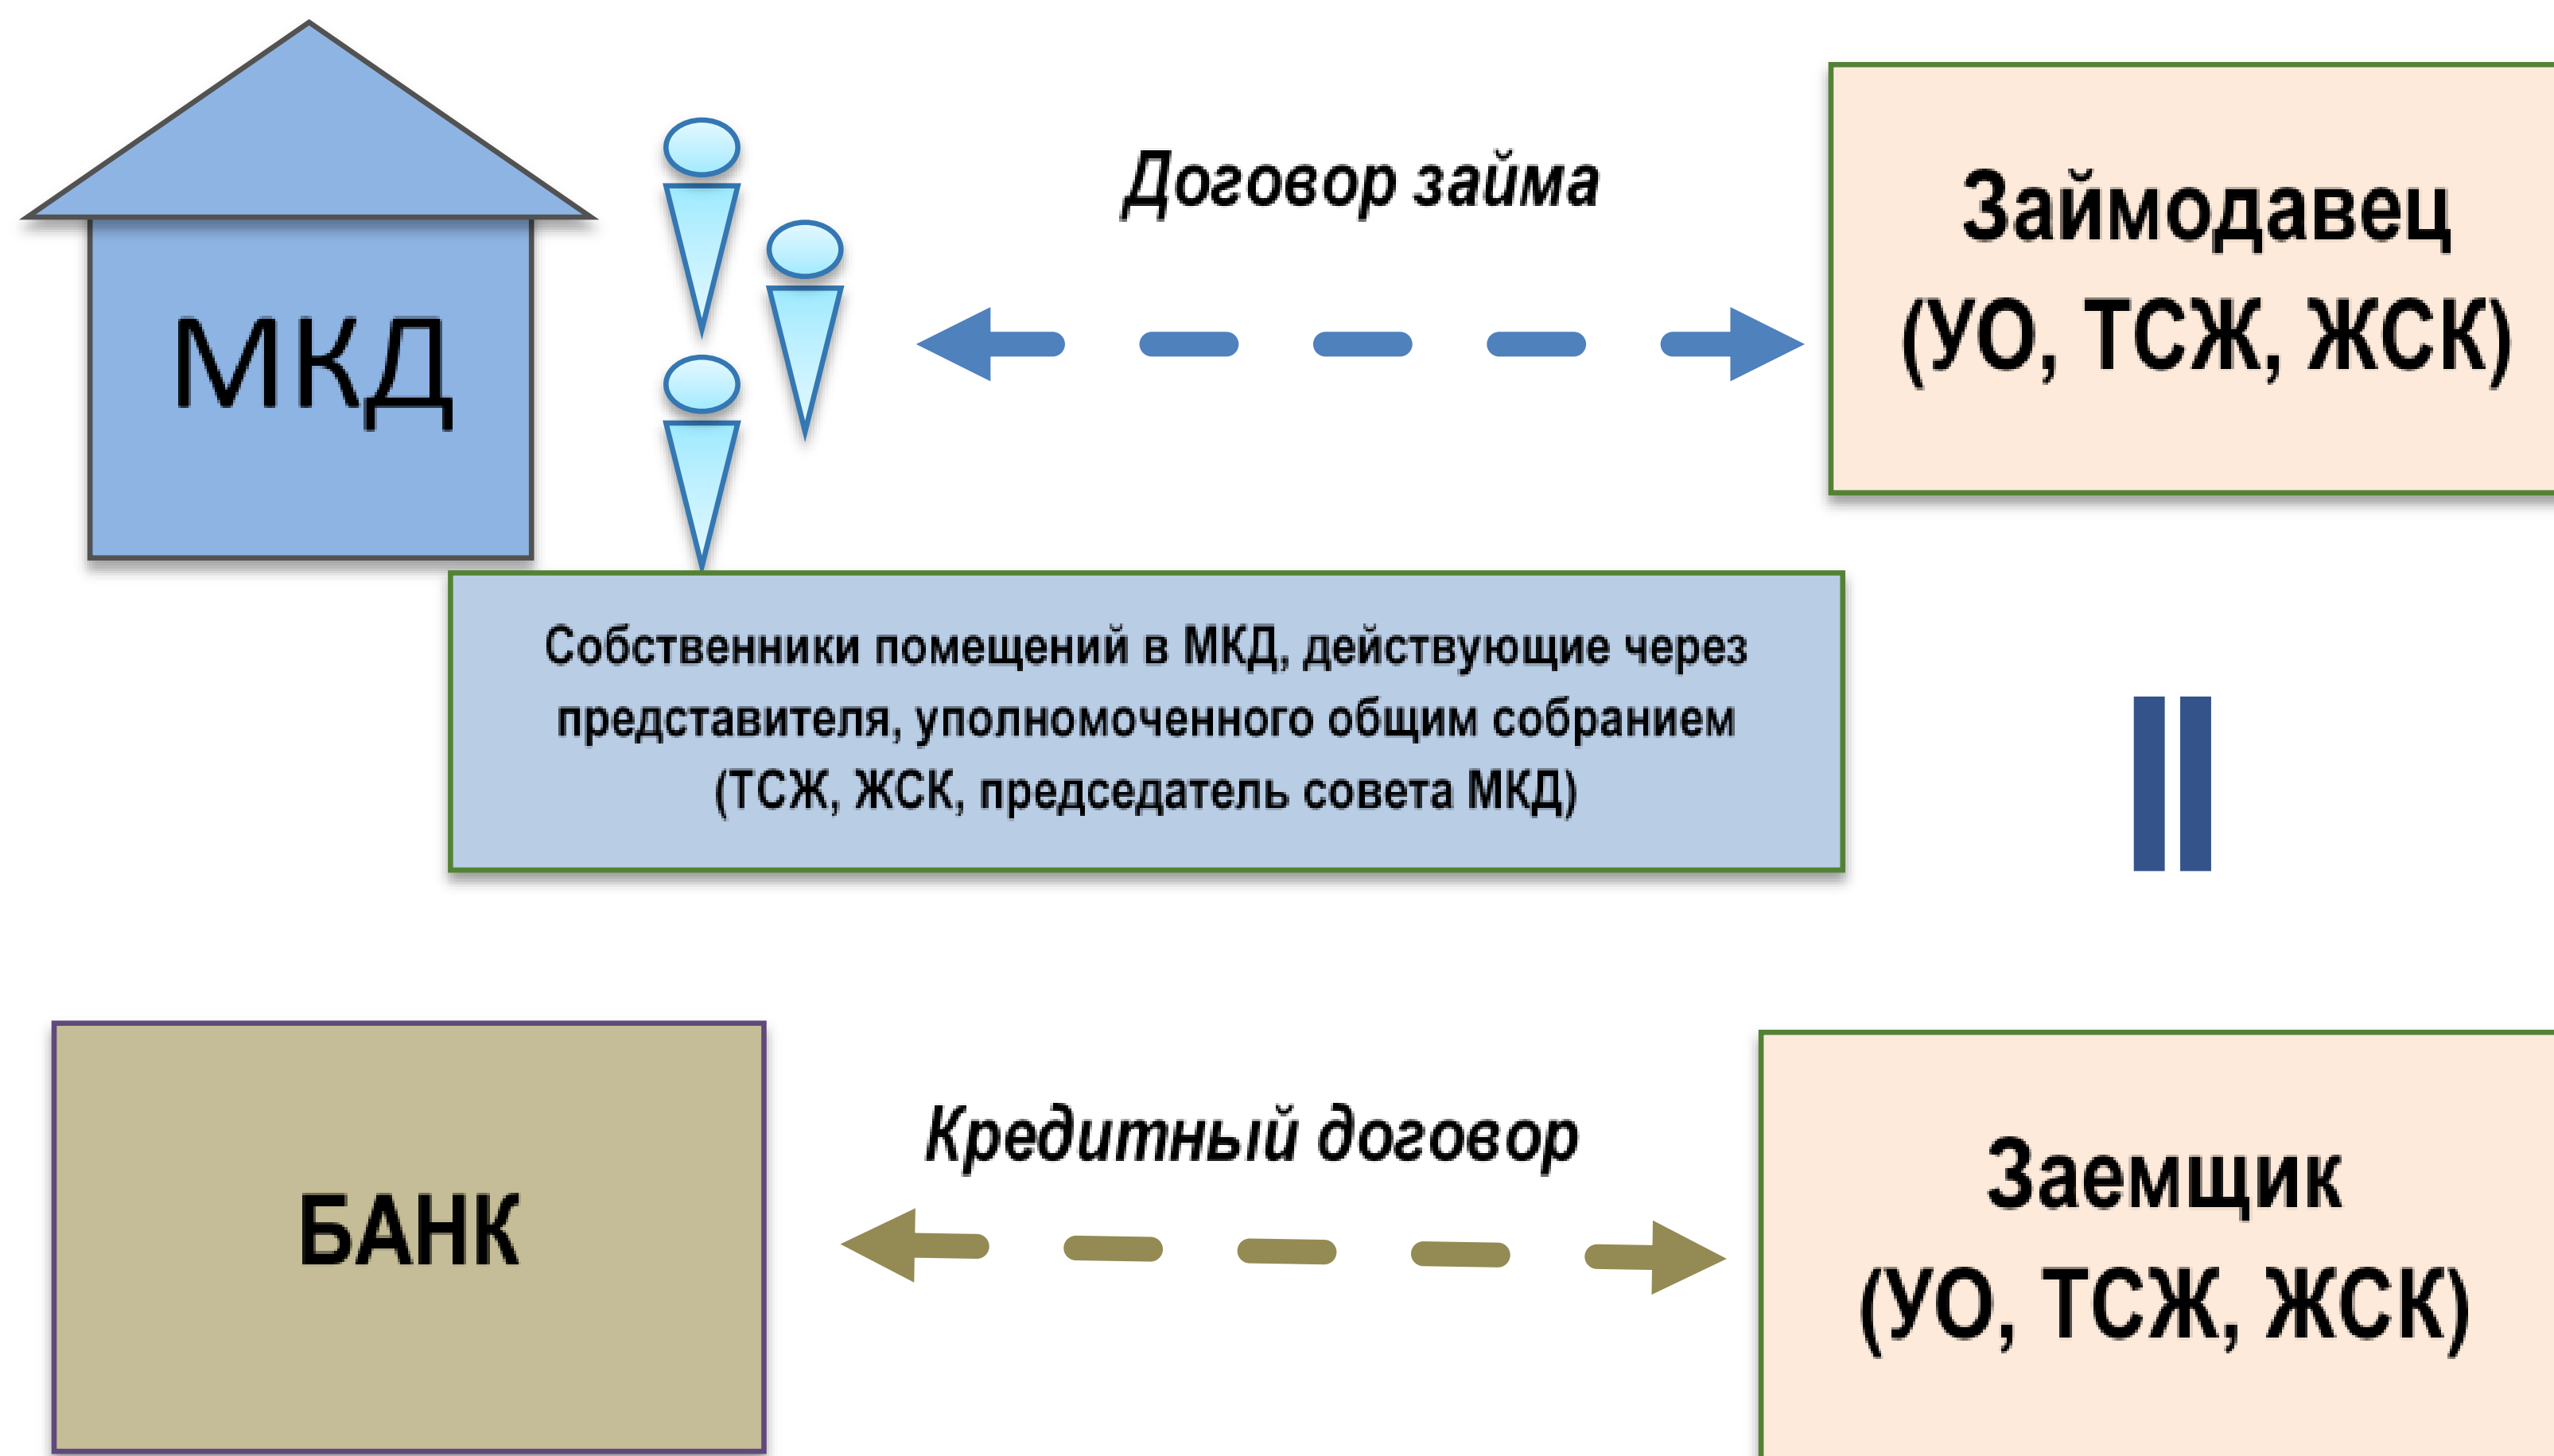 МКД
Договор займа
Займодавец
(УО, ТСЖ, ЖСК)
Собственники помещений в МКД, действующие через
представителя, уполномоченного общим собранием
(ТСЖ, ЖСК, председатель совета МКД)
БАНК
Кредитный договор
Заемщик
(УО, ТСЖ, ЖСК)